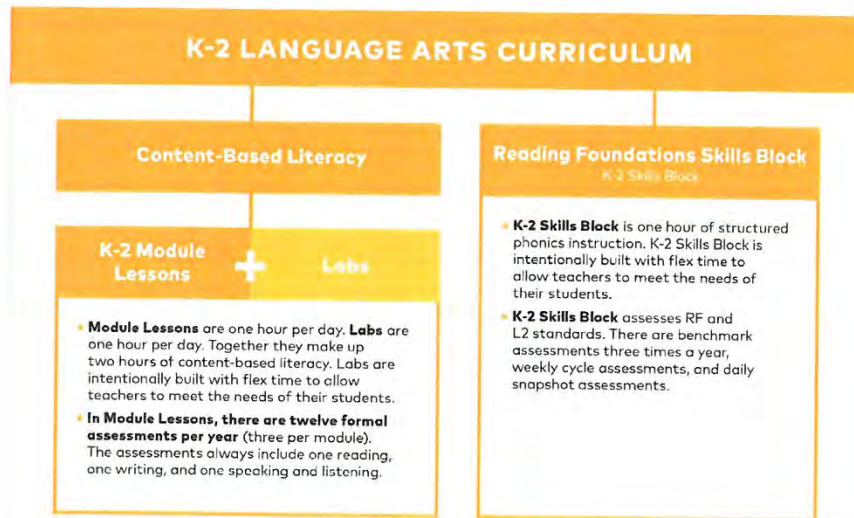 K-2 LANGUAGE ARTS CURRICULUM
Content-Based Literacy
K-2 Module
Lessons
+
Labs
• Module Lessons are one hour per day. Labs are
one hour per day. Together they make up
two hours of content-based literacy. Labs are
intentionally built with flex time to allow
teachers to meet the needs of their students.
• In Module Lessons, there are twelve formal
assessments per year (three per module).
The assessments always include one reading,
one writing, and one speaking and listening.
Reading Foundations Skills Block
K-2 Skills Block
• K-2 Skills Block is one hour of structured
phonics instruction. K-2 Skills Block is
intentionally built with flex time to
allow teachers to meet the needs of
their students.
• K-2 Skills Block assesses RF and
L2 standards. There are benchmark
assessments three times a year,
weekly cycle assessments, and daily
snapshot assessments.